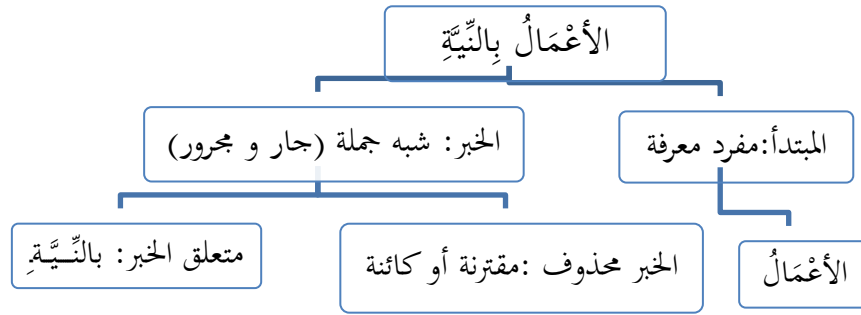 الأعْمَالُ بِالنِّيَّةِ
المبتدأ:مفرد معرفة
الخبر: شبه جملة (جار و مجرور)
الأعْمَالُ
الخبر محذوف :مقترنة أو كائنة
متعلق الخبر: بالنِّــيَّـةِ